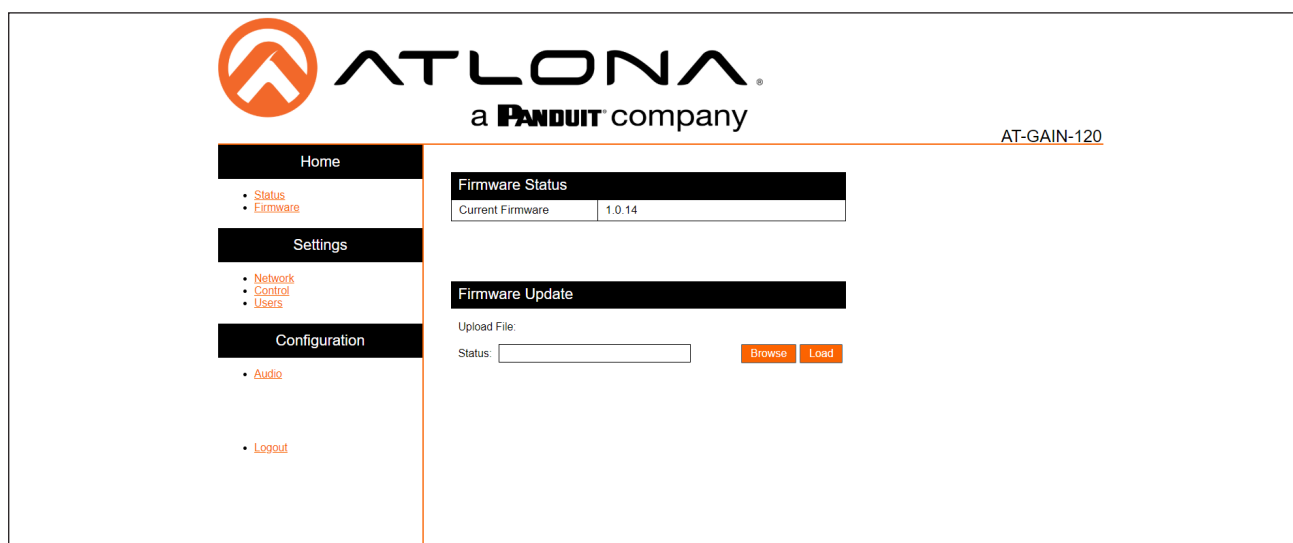 ATLONA®
a PANDUIT® company
AT-GAIN-120
Home
• Status
• Firmware
Settings
• Network
• Control
• Users
Configuration
• Audio
• Logout
Firmware Status
Current Firmware 1.0.14
Firmware Update
Upload File:
Status: Browse Load